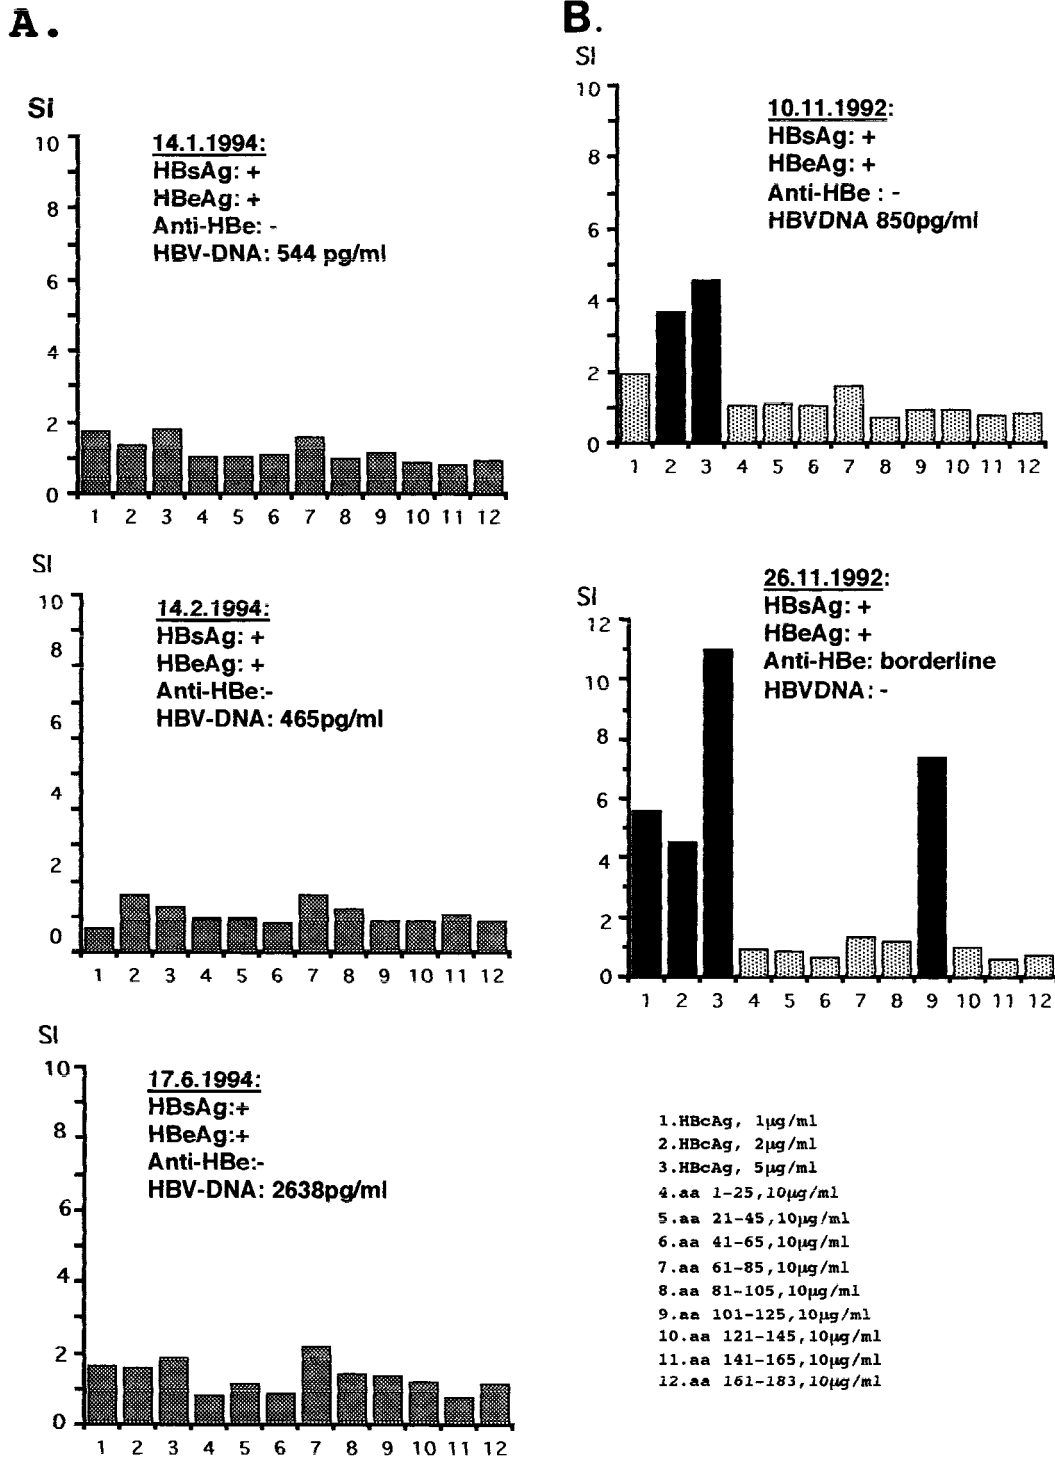 A.
SI
10
8
6
4
2
0
14.1.1994:
HBsAg: +
HBeAg: +
Anti-HBe: -
HBV-DNA: 544 pg/ml
1 2 3 4 5 6 7 8 9 10 11 12
SI
10
8
6
4
2
0
14.2.1994:
HBsAg: +
HBeAg: +
Anti-HBe:-
HBV-DNA: 465pg/ml
1 2 3 4 5 6 7 8 9 10 11 12
SI
10
8
6
4
2
0
17.6.1994:
HBsAg:+
HBeAg:+
Anti-HBe:-
HBV-DNA: 2638pg/ml
1 2 3 4 5 6 7 8 9 10 11 12
B.
SI
10
8
6
4
2
0
10.11.1992:
HBsAg: +
HBeAg: +
Anti-HBe : -
HBVDNA 850pg/ml
1 2 3 4 5 6 7 8 9 10 11 12
SI
12
10
8
6
4
2
0
26.11.1992:
HBsAg: +
HBeAg: +
Anti-HBe: borderline
HBVDNA: -
1 2 3 4 5 6 7 8 9 10 11 12
1.HBcAg, 1µg/ml
2.HBcAg, 2µg/ml
3.HBcAg, 5µg/ml
4.aa 1-25,10µg/ml
5.aa 21-45,10µg/ml
6.aa 41-65,10µg/ml
7.aa 61-85,10µg/ml
8.aa 81-105,10µg/ml
9.aa 101-125,10µg/ml
10.aa 121-145,10µg/ml
11.aa 141-165,10µg/ml
12.aa 161-183,10µg/ml